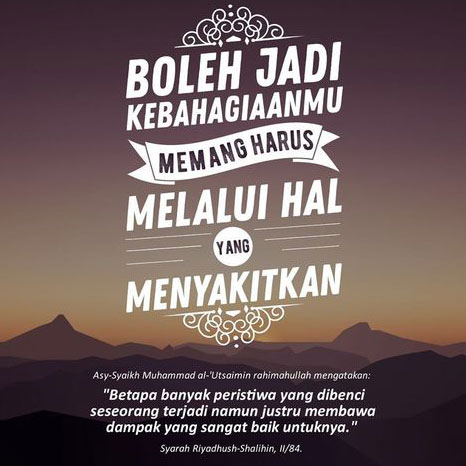 BOLEH JADI
KEBAHAGIAANMU
MEMANG HARUS
MELALUI HAL
YANG
MENYAKITKAN
Asy-Syaikh Muhammad al-'Utsaimin rahimahullah mengatakan:
"Betapa banyak peristiwa yang dibenci
seseorang terjadi namun justru membawa
dampak yang sangat baik untuknya."
Syarah Riyadhush-Shalihin, II/84.